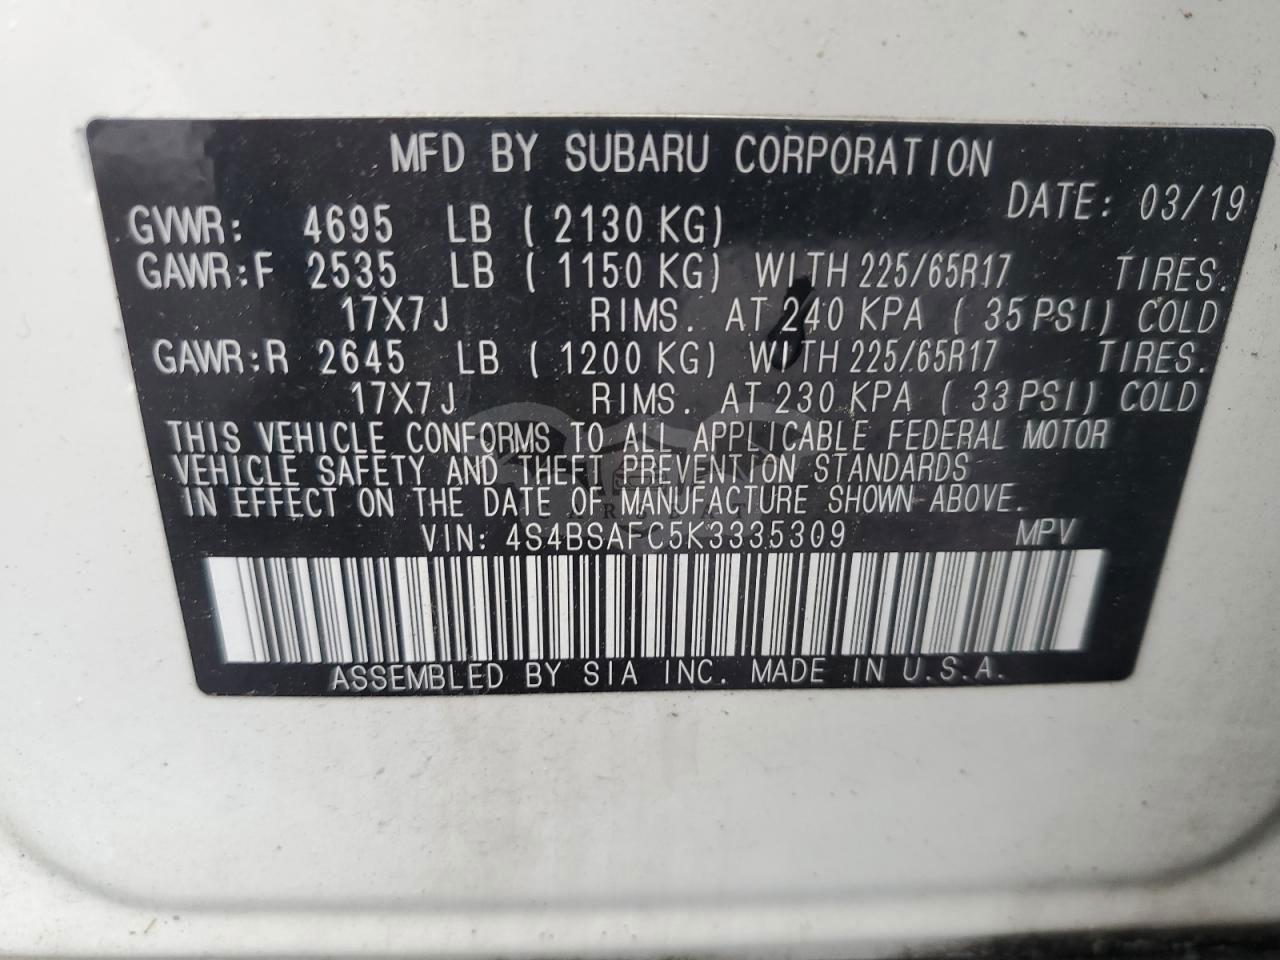 MFD BY SUBARU CORPORATION
DATE: 03/19
GVWR: 4695 LB ( 2130 KG)
GAWR:F 2535 LB ( 1150 KG) WITH 225/65R17 TIRES.
17X7J RIMS. AT 240 KPA ( 35 PSI) COLD
GAWR:R 2645 LB ( 1200 KG) WITH 225/65R17 TIRES.
17X7J RIMS. AT 230 KPA ( 33 PSI) COLD
THIS VEHICLE CONFORMS TO ALL APPLICABLE FEDERAL MOTOR
VEHICLE SAFETY AND THEFT PREVENTION STANDARDS
IN EFFECT ON THE DATE OF MANUFACTURE SHOWN ABOVE.
VIN: 4S4BSAFC5K3335309 MPV
ASSEMBLED BY SIA INC. MADE IN U.S.A.